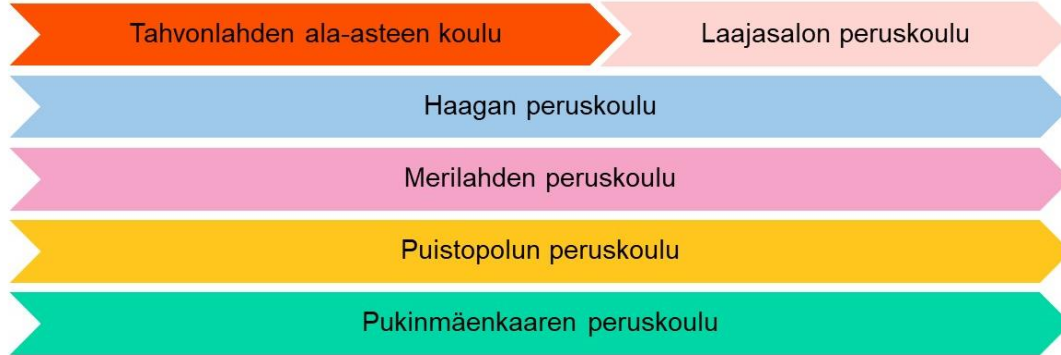 Tahvonlahden ala-asteen koulu
Laajasalon peruskoulu
Haagan peruskoulu
Merilahden peruskoulu
Puistopolun peruskoulu
Pukinmäenkaaren peruskoulu